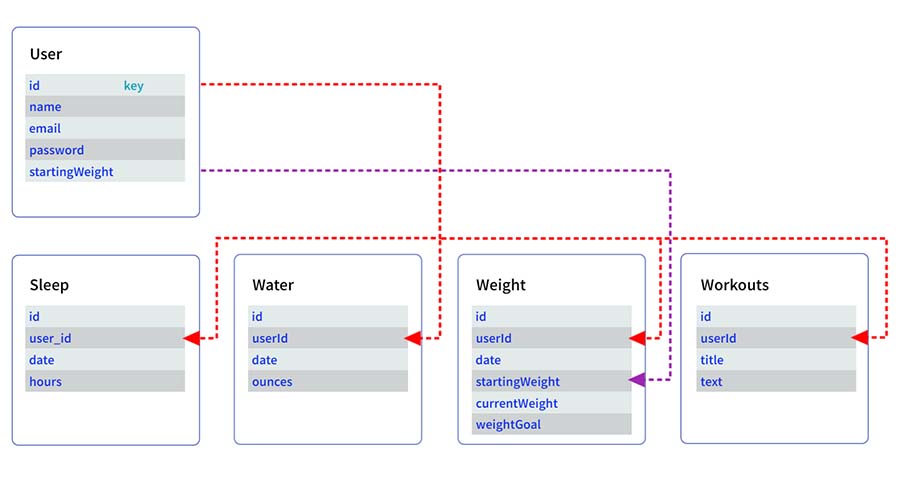 User
id key
name
email
password
startingWeight
Sleep
id
user_id
date
hours
Water
id
userId
date
ounces
Weight
id
userId
date
startingWeight
currentWeight
weightGoal
Workouts
id
userId
title
text